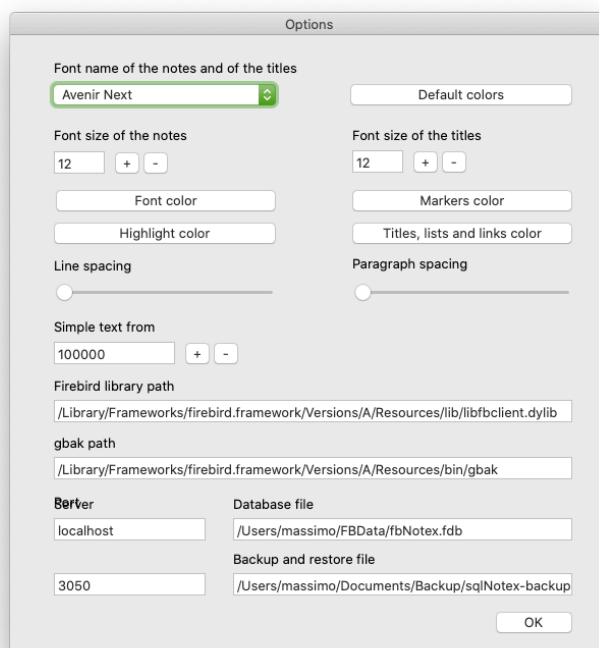 Options
Font name of the notes and of the titles
Avenir Next
Default colors
Font size of the notes
Font size of the titles
12 + -
12 + -
Font color
Markers color
Highlight color
Titles, lists and links color
Line spacing
Paragraph spacing
Simple text from
100000 + -
Firebird library path
/Library/Frameworks/firebird.framework/Versions/A/Resources/lib/libfbclient.dylib
gbak path
/Library/Frameworks/firebird.framework/Versions/A/Resources/bin/gbak
Server
Port
Database file
localhost
/Users/massimo/FBData/fbNotex.fdb
Backup and restore file
3050
/Users/massimo/Documents/Backup/sqlNotex-backup
OK